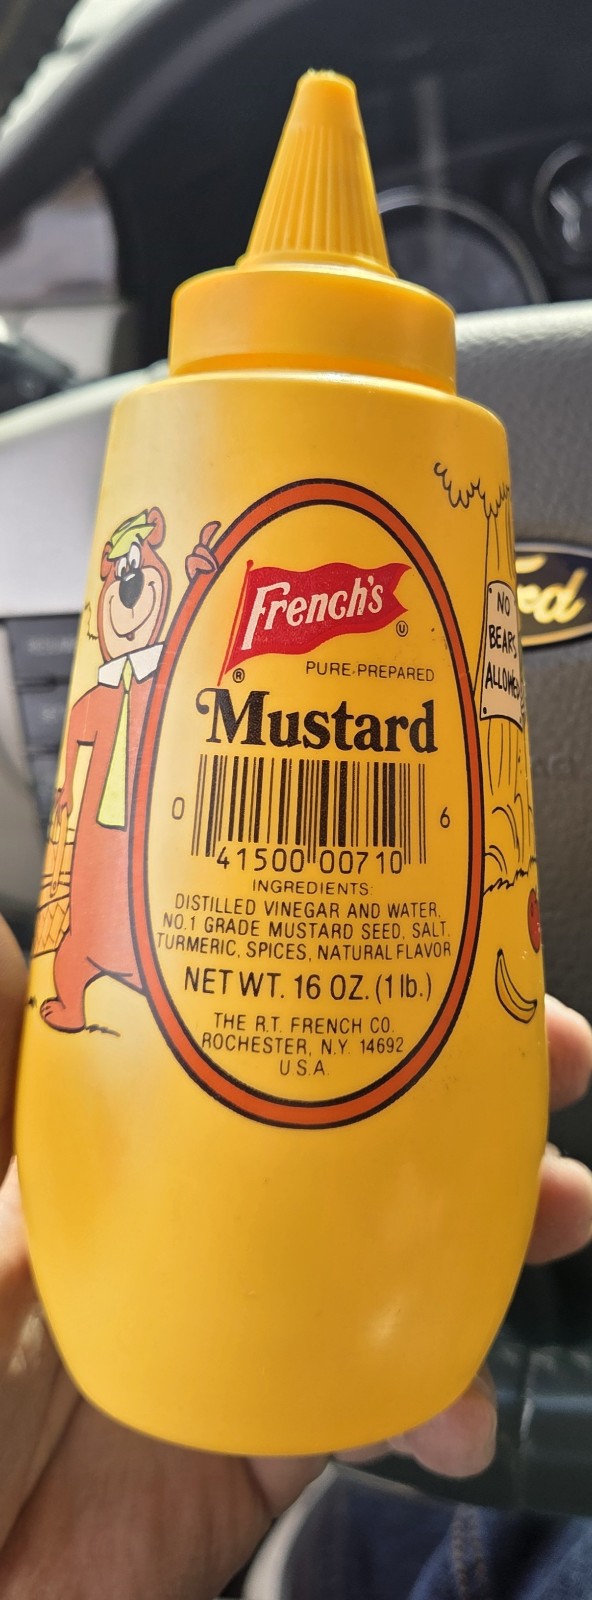 French's
U
®
PURE-PREPARED
Mustard
0 41500 00710 6
INGREDIENTS:
DISTILLED VINEGAR AND WATER,
NO.1 GRADE MUSTARD SEED, SALT,
TURMERIC, SPICES, NATURAL FLAVOR
NET WT. 16 OZ. (1 lb.)
THE R.T. FRENCH CO.
ROCHESTER, N.Y. 14692
U.S.A.
NO
BEARS
ALLOWED